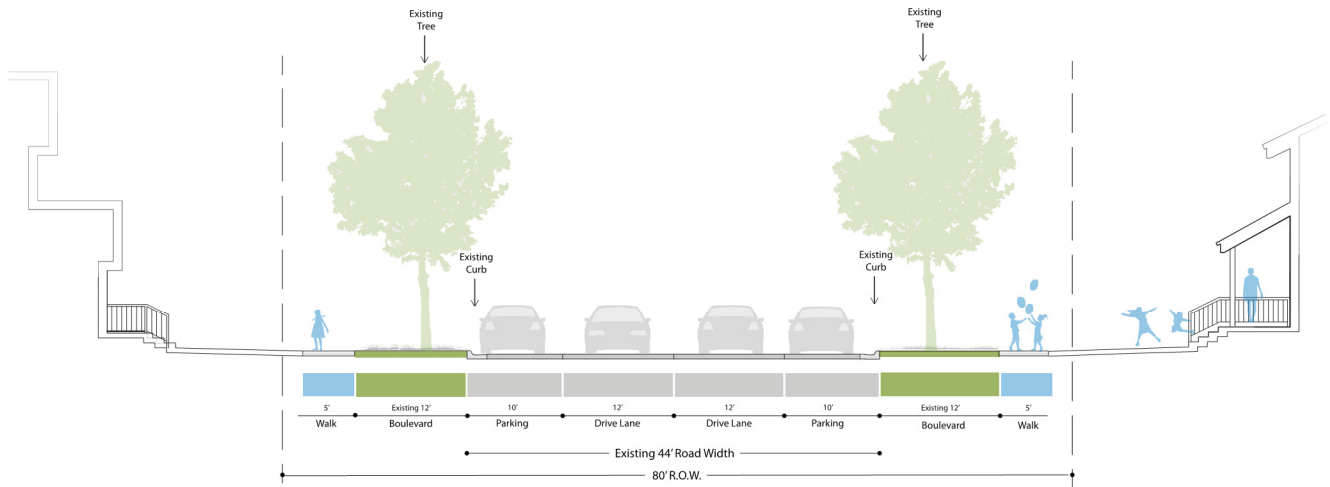 Existing
Tree
Existing
Tree
Existing
Curb
Existing
Curb
5' Existing 12' 10' 12' 12' 10' Existing 12' 5'
Walk Boulevard Parking Drive Lane Drive Lane Parking Boulevard Walk
Existing 44' Road Width
80' R.O.W.